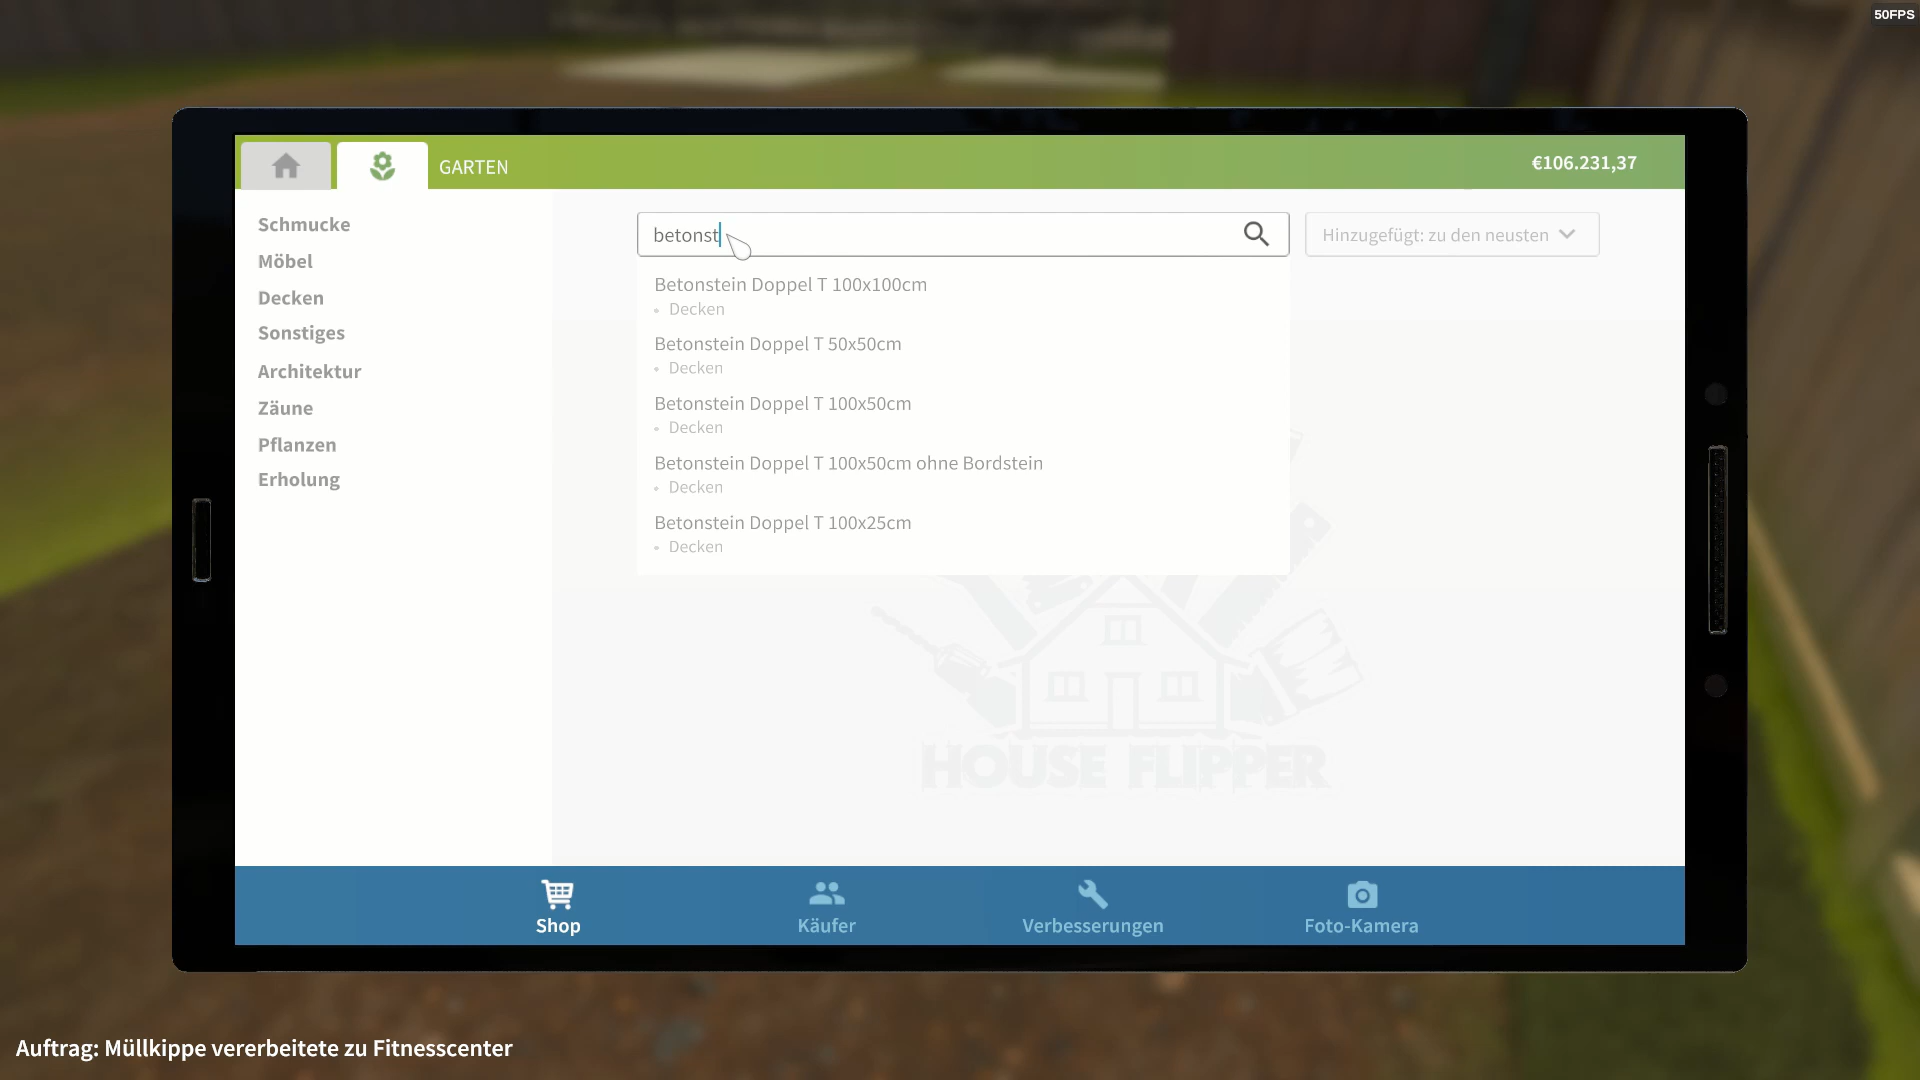 50FPS
GARTEN
€106.231,37
Schmucke
Möbel
Decken
Sonstiges
Architektur
Zäune
Pflanzen
Erholung
betonst
Hinzugefügt: zu den neusten
Betonstein Doppel T 100x100cm
• Decken
Betonstein Doppel T 50x50cm
• Decken
Betonstein Doppel T 100x50cm
• Decken
Betonstein Doppel T 100x50cm ohne Bordstein
• Decken
Betonstein Doppel T 100x25cm
• Decken
HOUSE FLIPPER
Shop
Käufer
Verbesserungen
Foto-Kamera
Auftrag: Müllkippe vererbeitete zu Fitnesscenter